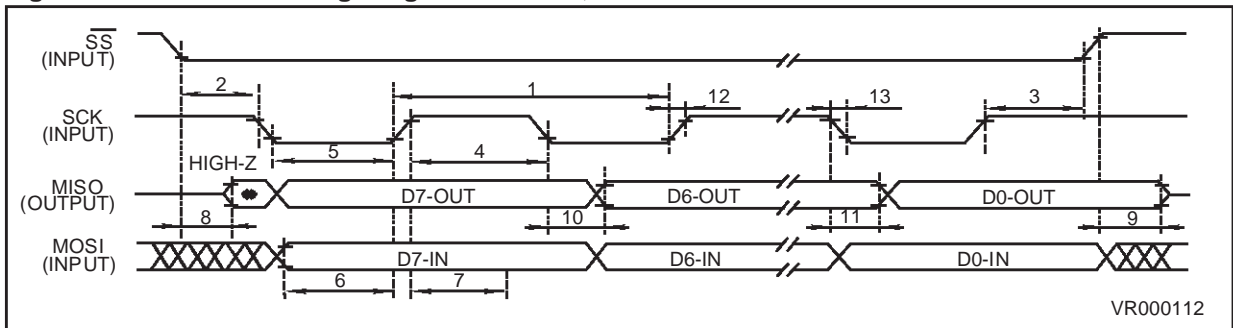 SS
(INPUT)
2
1
12
13
3
SCK
(INPUT)
5
4
HIGH-Z
MISO
(OUTPUT)
D7-OUT
D6-OUT
D0-OUT
8
10
11
9
MOSI
(INPUT)
D7-IN
D6-IN
D0-IN
6
7
VR000112